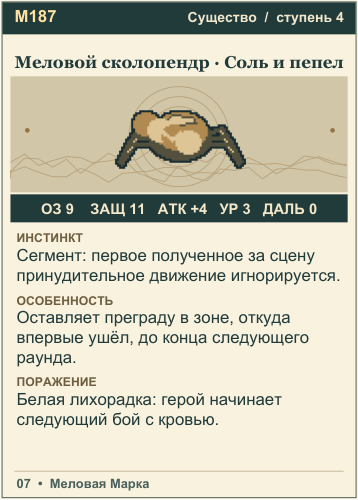 M187
Существо / ступень 4
Меловой сколопендр · Соль и пепел
ОЗ 9 ЗАЩ 11 АТК +4 УР 3 ДАЛЬ 0
ИНСТИНКТ
Сегмент: первое полученное за сцену
принудительное движение игнорируется.
ОСОБЕННОСТЬ
Оставляет преграду в зоне, откуда
впервые ушёл, до конца следующего
раунда.
ПОРАЖЕНИЕ
Белая лихорадка: герой начинает
следующий бой с кровью.
07 • Меловая Марка